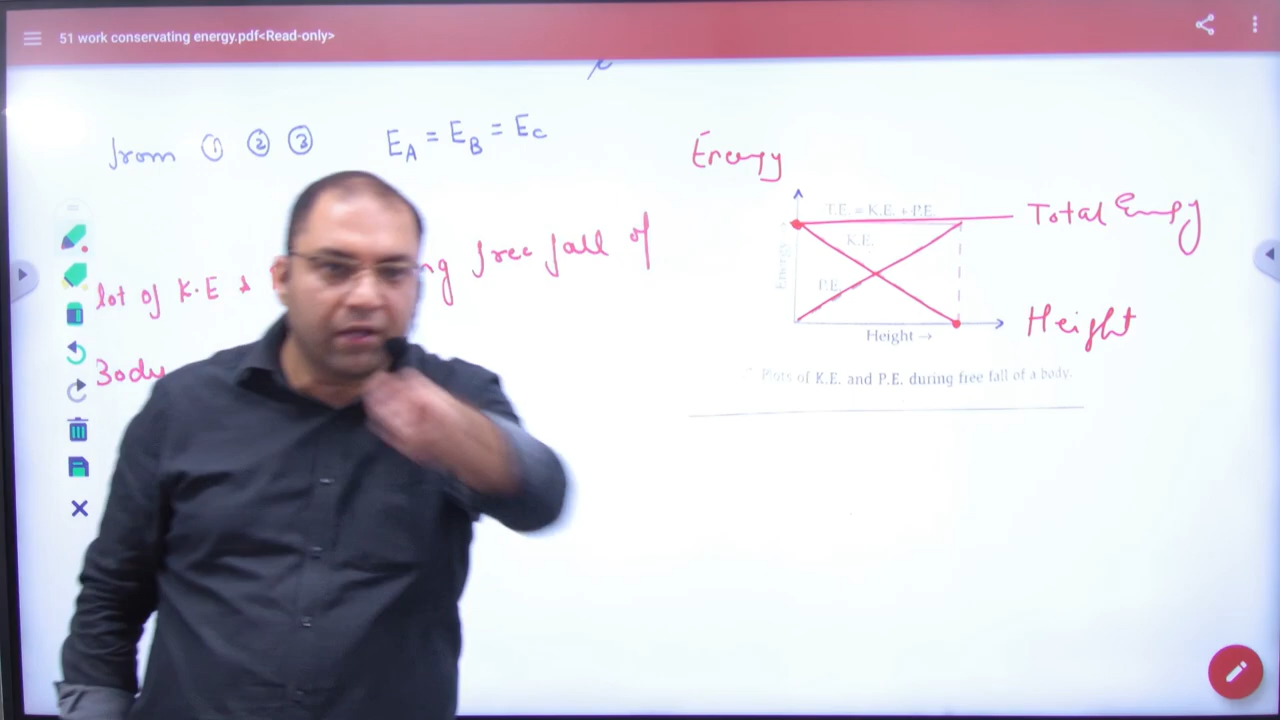 51 work conservating energy.pdf<Read-only>
from ① ② ③ E_A = E_B = E_C
lot of K.E & ng free fall of
Body
Energy
T.E. = K.E. + P.E.
Total Energy
K.E.
Energy
P.E.
Height →
Height
Plots of K.E. and P.E. during free fall of a body.